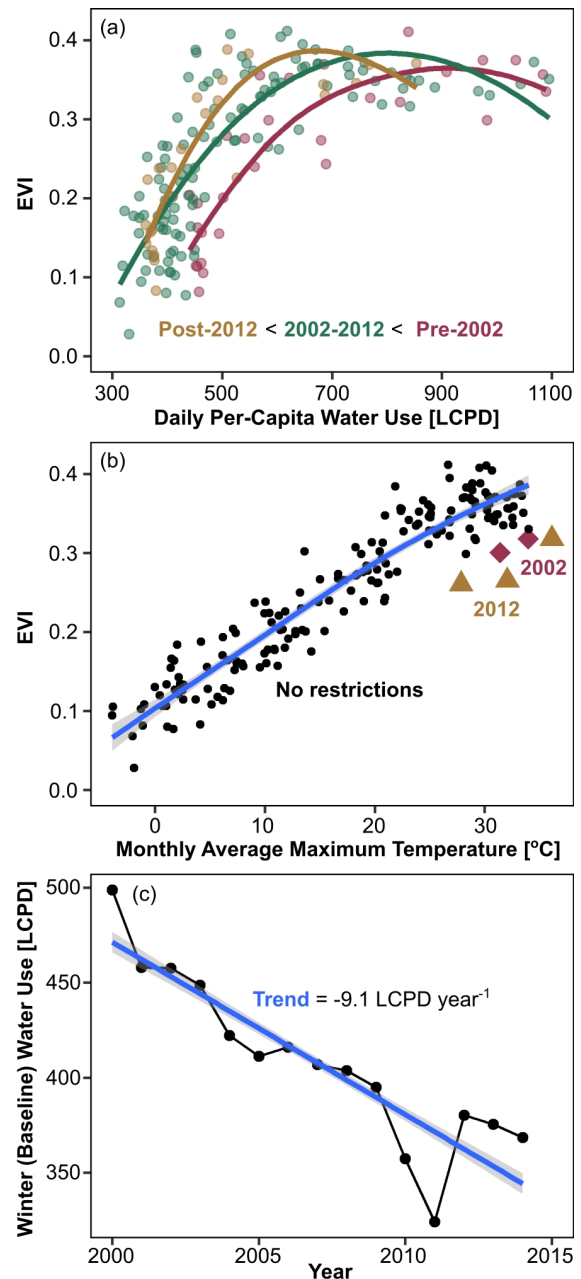 (a)
0.4
0.3
0.2
0.1
0.0
EVI
Post-2012 < 2002-2012 < Pre-2002
300 500 700 900 1100
Daily Per-Capita Water Use [LCPD]
(b)
0.4
0.3
0.2
0.1
0.0
EVI
2002
2012
No restrictions
0 10 20 30
Monthly Average Maximum Temperature [°C]
(c)
500
450
400
350
Winter (Baseline) Water Use [LCPD]
Trend = -9.1 LCPD year⁻¹
2000 2005 2010 2015
Year